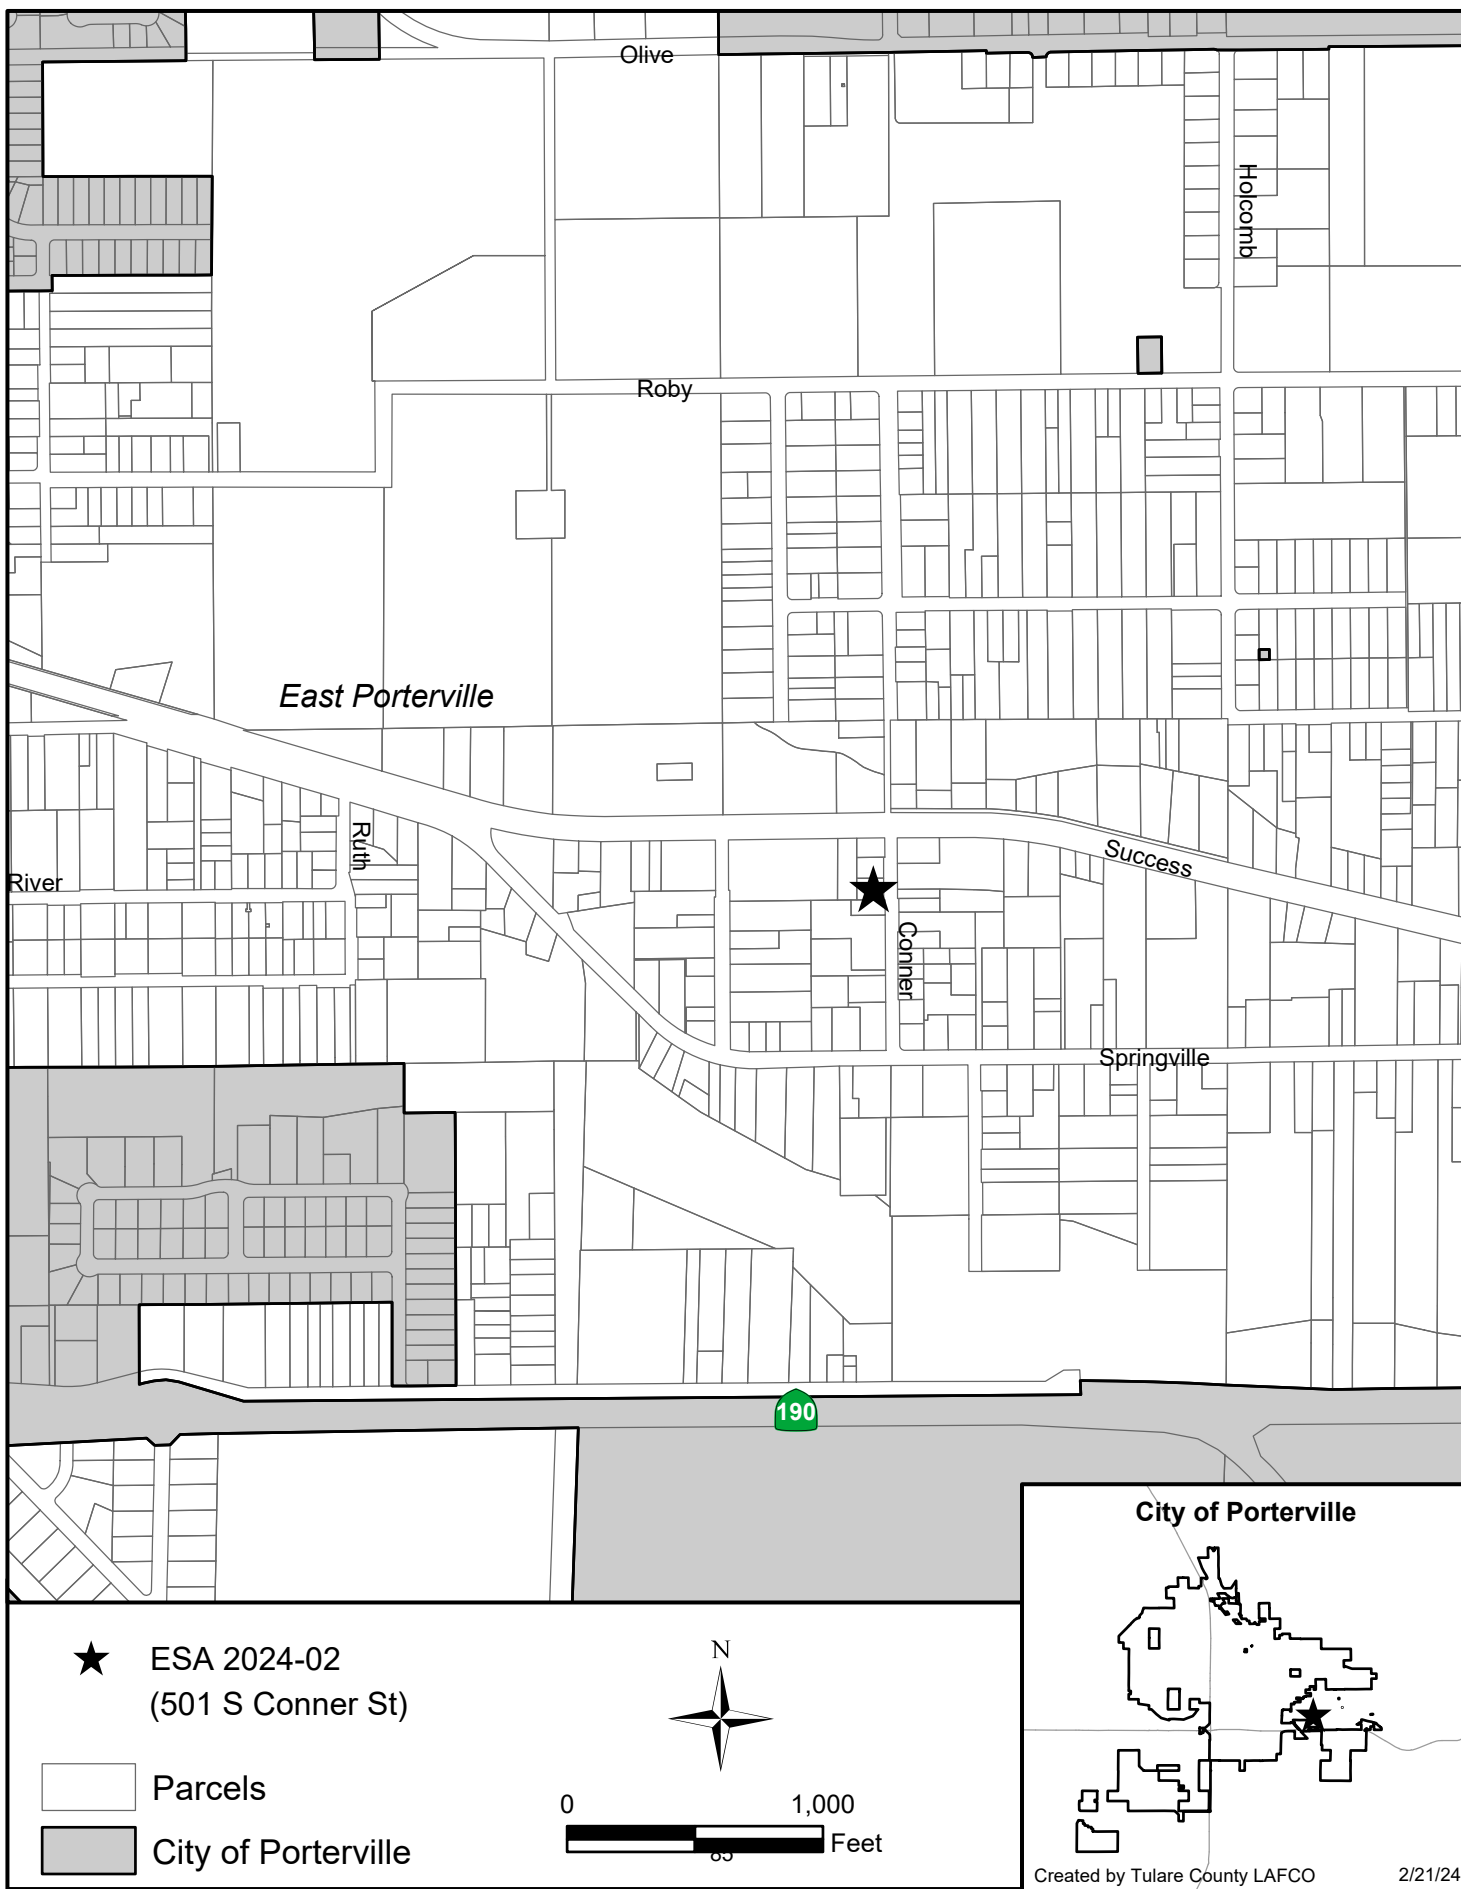 Olive
Holcomb
Roby
East Porterville
Ruth
Success
River
Conner
Springville
190
City of Porterville
ESA 2024-02
(501 S Conner St)
N
Parcels
0 1,000
City of Porterville
Feet
85
Created by Tulare County LAFCO 2/21/24